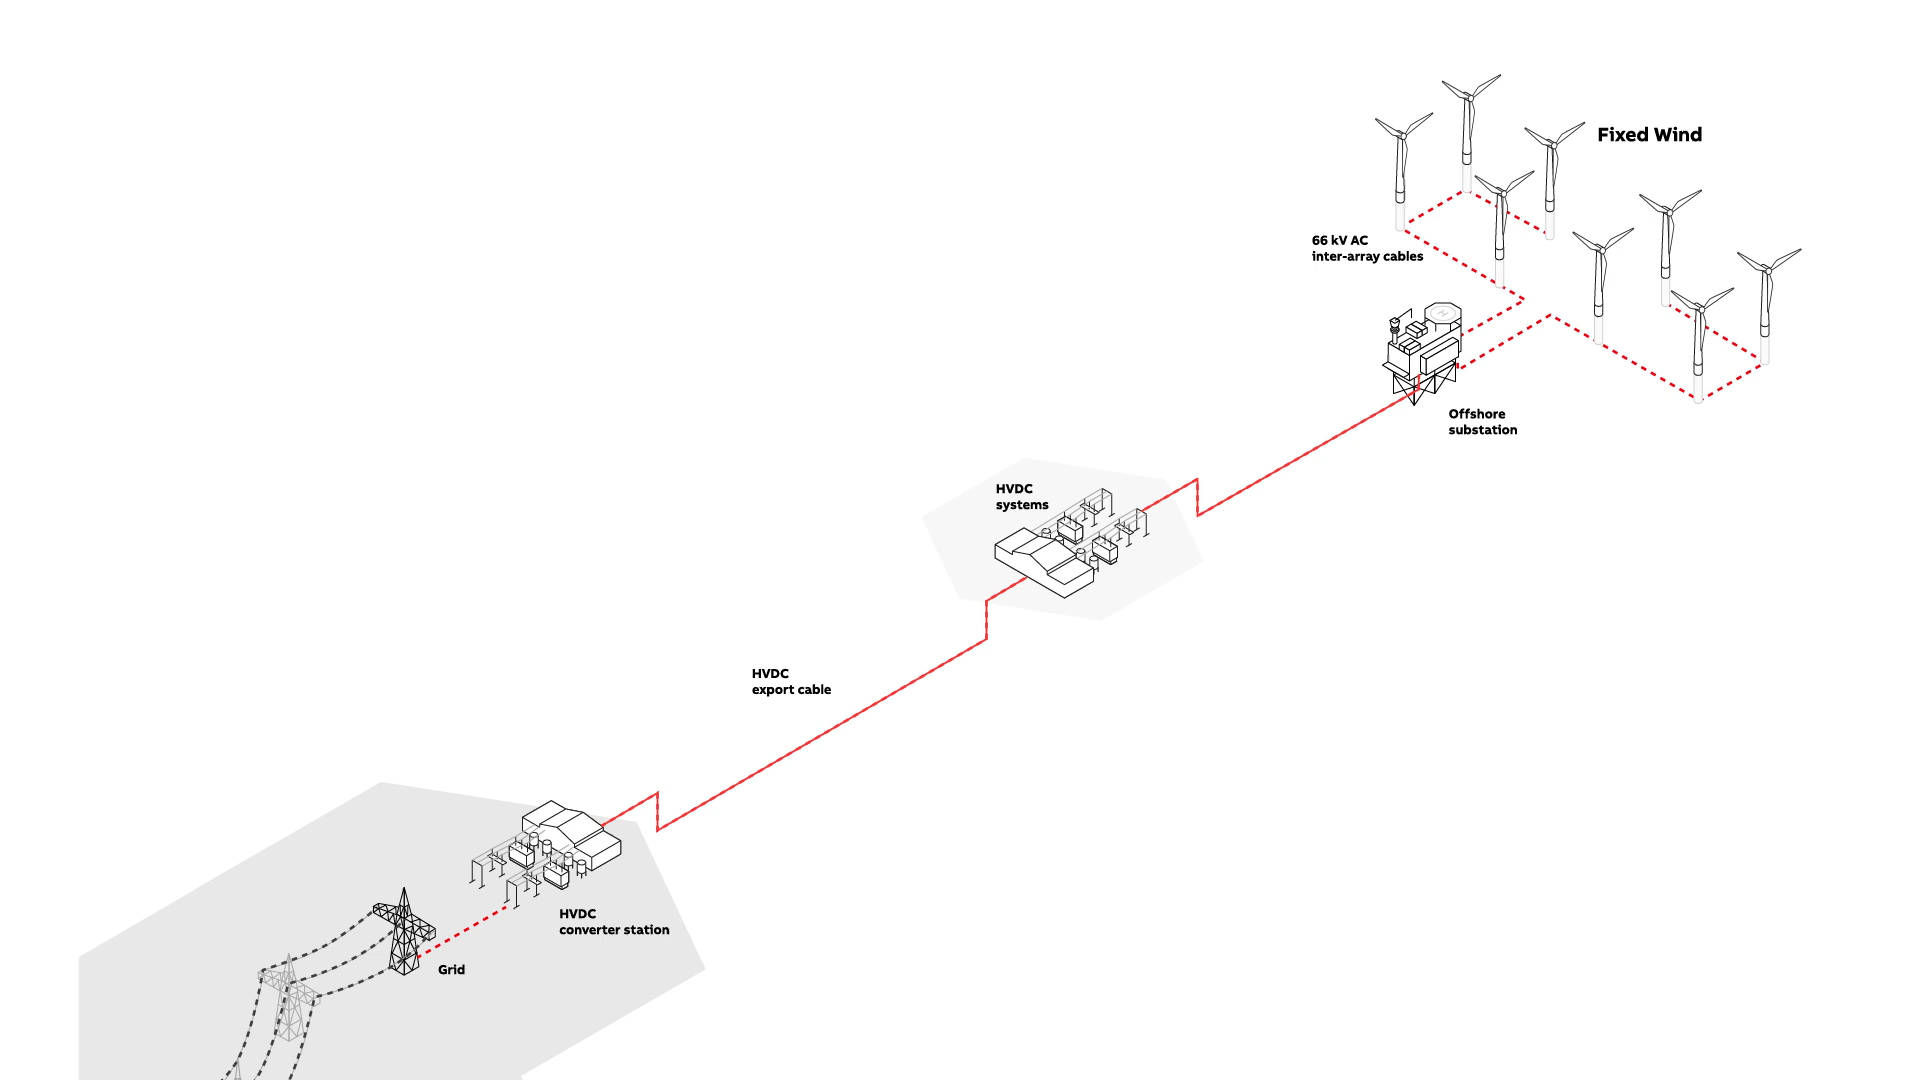 Fixed Wind
66 kV AC
inter-array cables
H
Offshore
substation
HVDC
systems
HVDC
export cable
HVDC
converter station
Grid